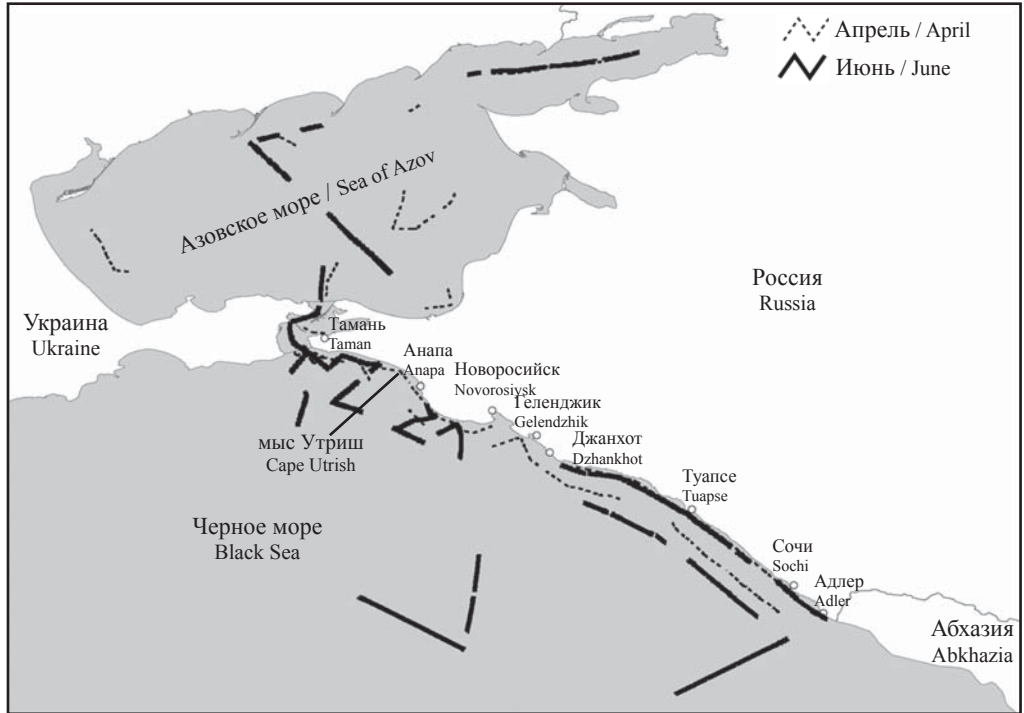 Апрель / April
Июнь / June
Азовское море / Sea of Azov
Россия
Russia
Украина
Ukraine
Тамань
Taman
Анапа
Anapa
Новоросийск
Novorosiysk
Геленджик
Gelendzhik
мыс Утриш
Cape Utrish
Джанхот
Dzhankhot
Туапсе
Tuapse
Черное море
Black Sea
Сочи
Sochi
Адлер
Adler
Абхазия
Abkhazia